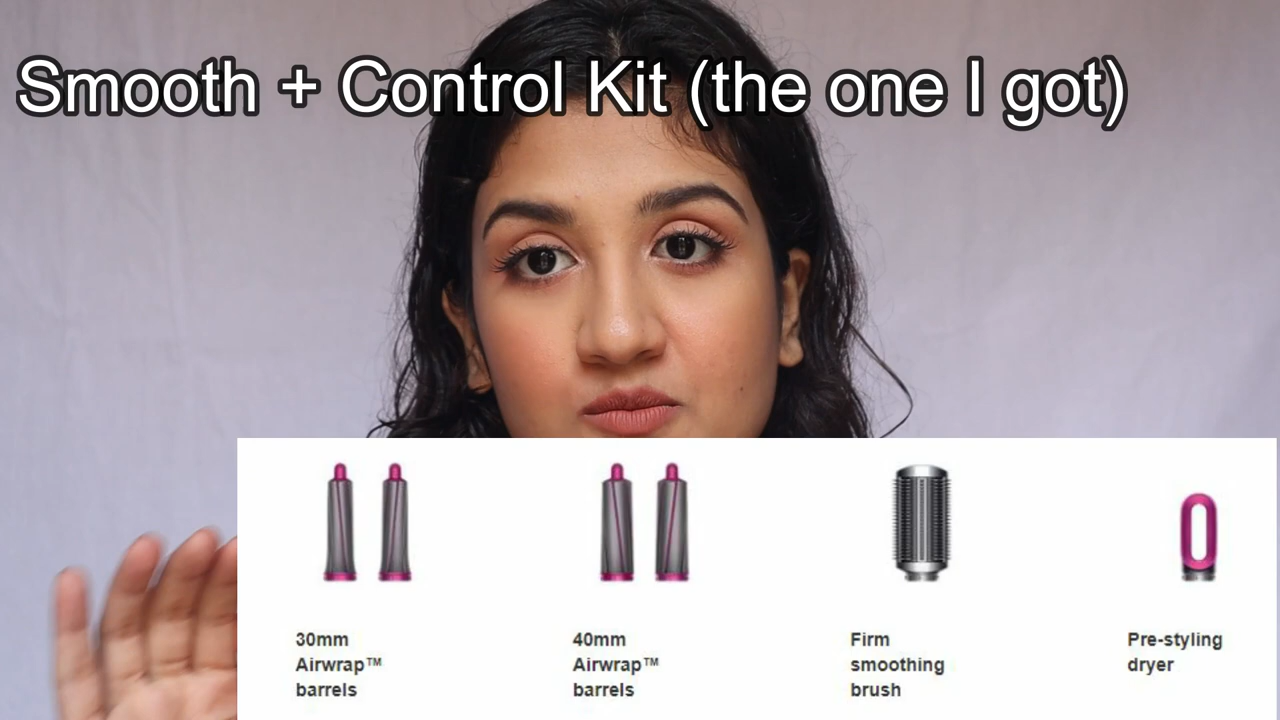 Smooth + Control Kit (the one I got)
30mm
Airwrap™
barrels
40mm
Airwrap™
barrels
Firm
smoothing
brush
Pre-styling
dryer